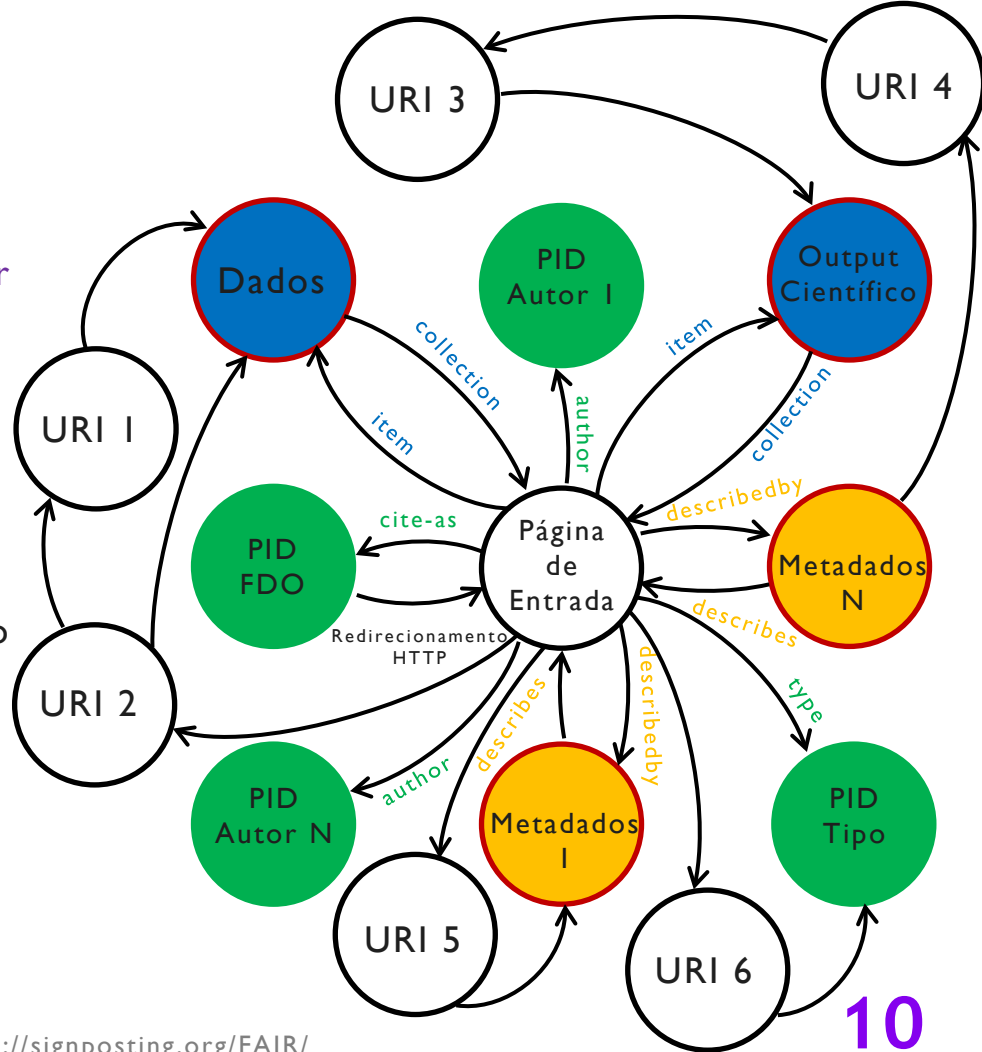 URI 3
URI 4
r
Dados
PID
Autor 1
Output
Científico
collection
item
author
item
collection
URI 1
describedby
cite-as
PID
FDO
Página
de
Entrada
Metadados
N
describes
Redirecionamento
HTTP
o
URI 2
describes
describedby
type
author
PID
Autor N
Metadados
1
PID
Tipo
URI 5
URI 6
10
://signposting.org/FAIR/